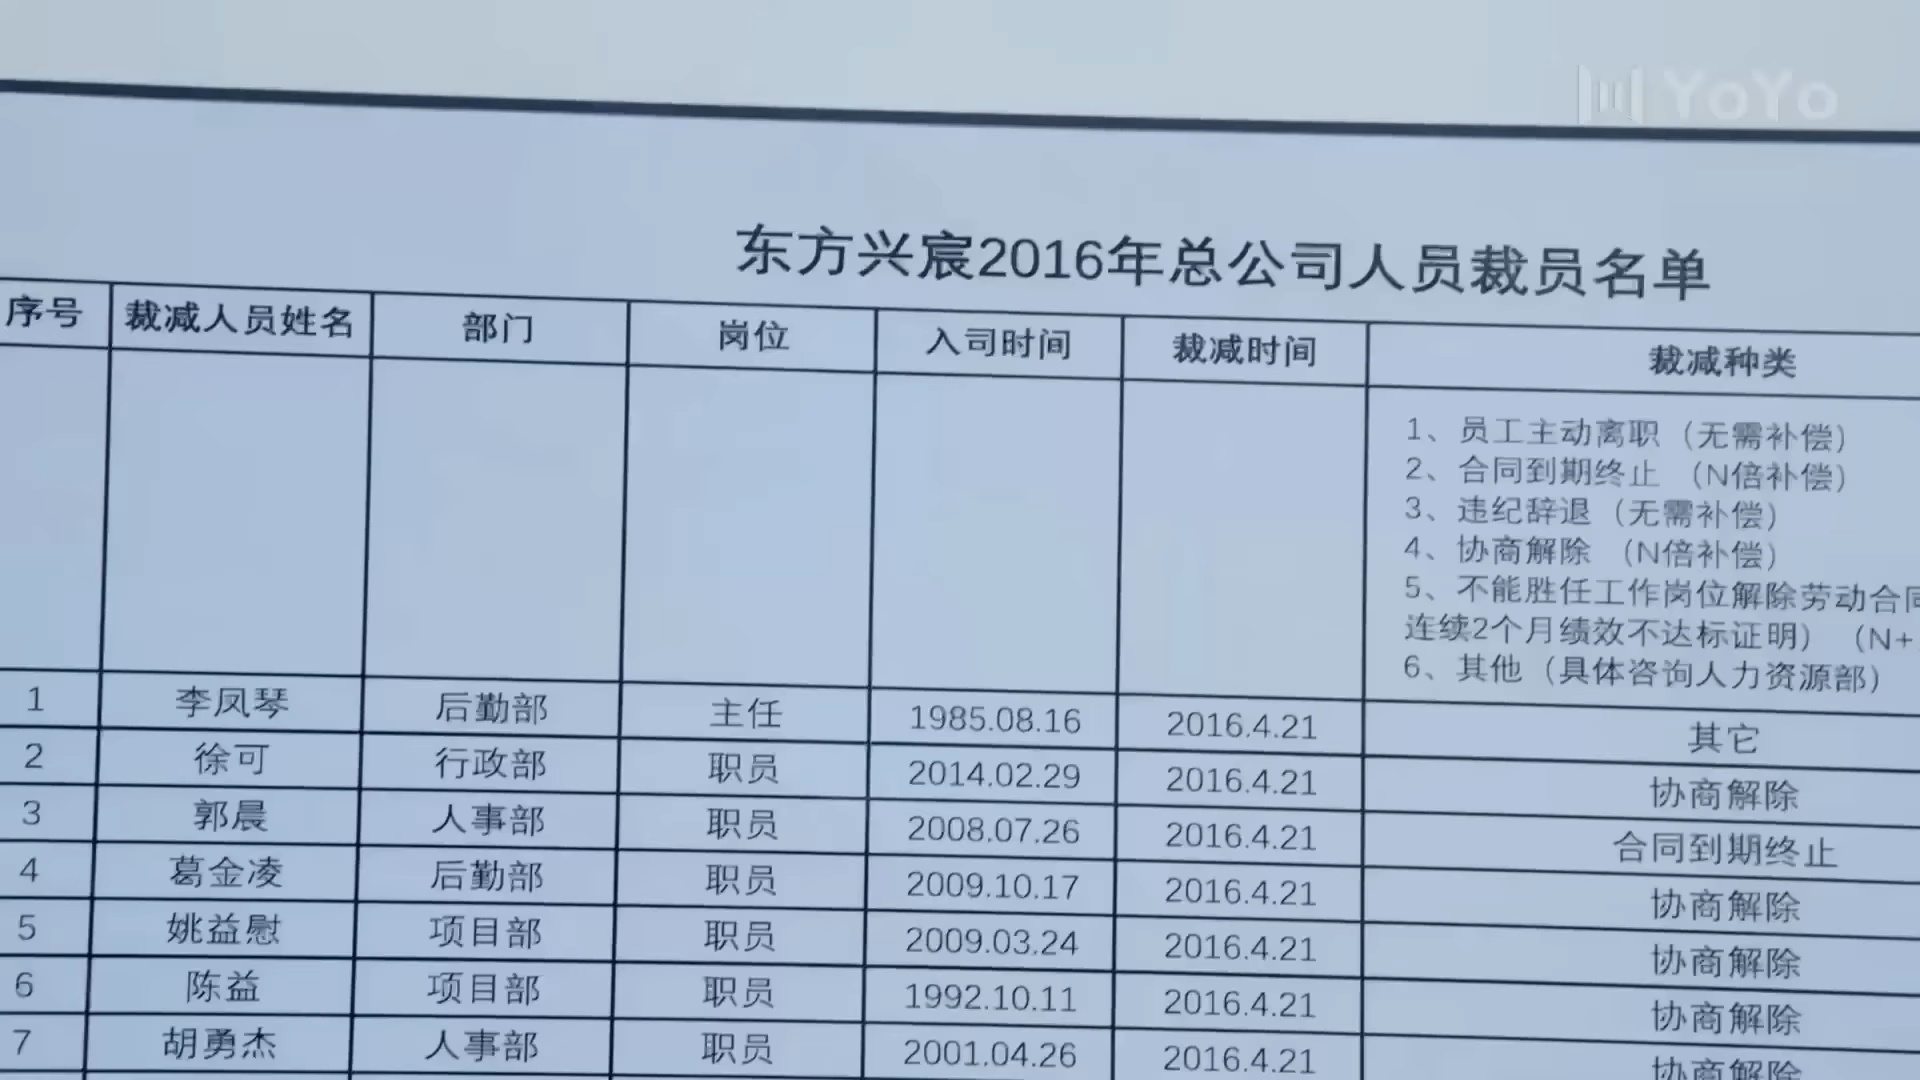 YoYo
东方兴宸2016年总公司人员裁员名单
序号 裁减人员姓名 部门 岗位 入司时间 裁减时间 裁减种类
1、员工主动离职（无需补偿）
2、合同到期终止 （N倍补偿）
3、违纪辞退（无需补偿）
4、协商解除 （N倍补偿）
5、不能胜任工作岗位解除劳动合同
连续2个月绩效不达标证明）（N+
6、其他（具体咨询人力资源部）
1 李凤琴 后勤部 主任 1985.08.16 2016.4.21 其它
2 徐可 行政部 职员 2014.02.29 2016.4.21 协商解除
3 郭晨 人事部 职员 2008.07.26 2016.4.21 合同到期终止
4 葛金凌 后勤部 职员 2009.10.17 2016.4.21 协商解除
5 姚益慰 项目部 职员 2009.03.24 2016.4.21 协商解除
6 陈益 项目部 职员 1992.10.11 2016.4.21 协商解除
7 胡勇杰 人事部 职员 2001.04.26 2016.4.21 协商解除